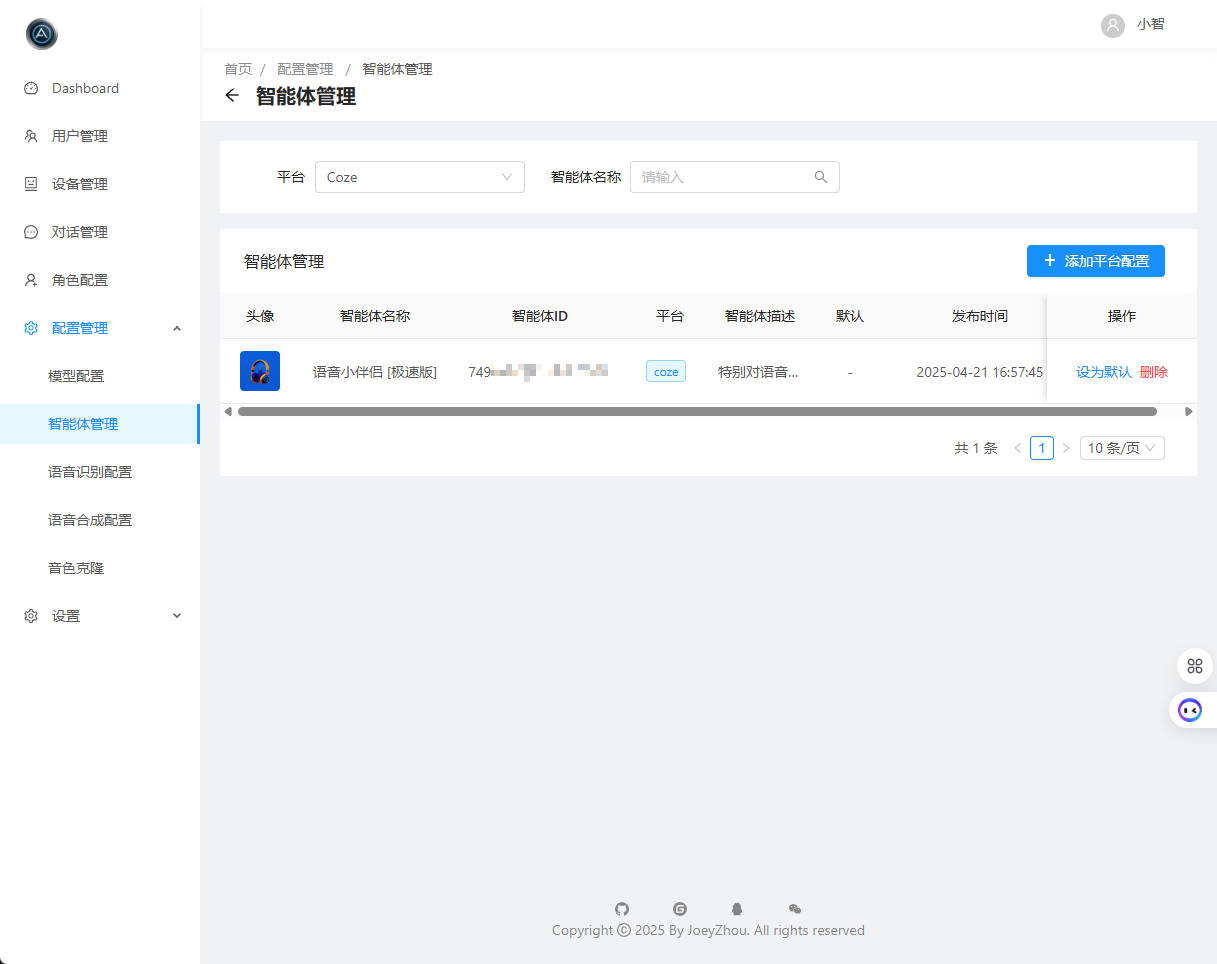 小智
首页 / 配置管理 / 智能体管理
智能体管理
Dashboard
用户管理
设备管理
对话管理
角色配置
配置管理
模型配置
智能体管理
语音识别配置
语音合成配置
音色克隆
设置
平台 Coze 智能体名称 请输入
智能体管理 添加平台配置
头像 智能体名称 智能体ID 平台 智能体描述 默认 发布时间 操作
语音小伴侣 [极速版] 749 coze 特别对语音... - 2025-04-21 16:57:45 设为默认 删除
共 1 条 < 1 > 10 条/页
Copyright © 2025 By JoeyZhou. All rights reserved